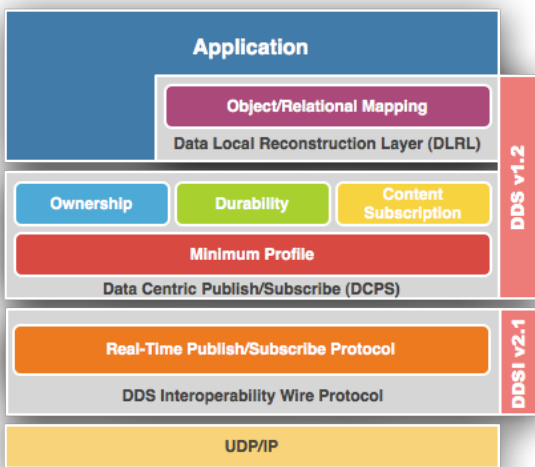 Application
Object/Relational Mapping
Data Local Reconstruction Layer (DLRL)
DDS v1.2
Ownership
Durability
Content
Subscription
Minimum Profile
Data Centric Publish/Subscribe (DCPS)
Real-Time Publish/Subscribe Protocol
DDS Interoperability Wire Protocol
DDSI v2.1
UDP/IP